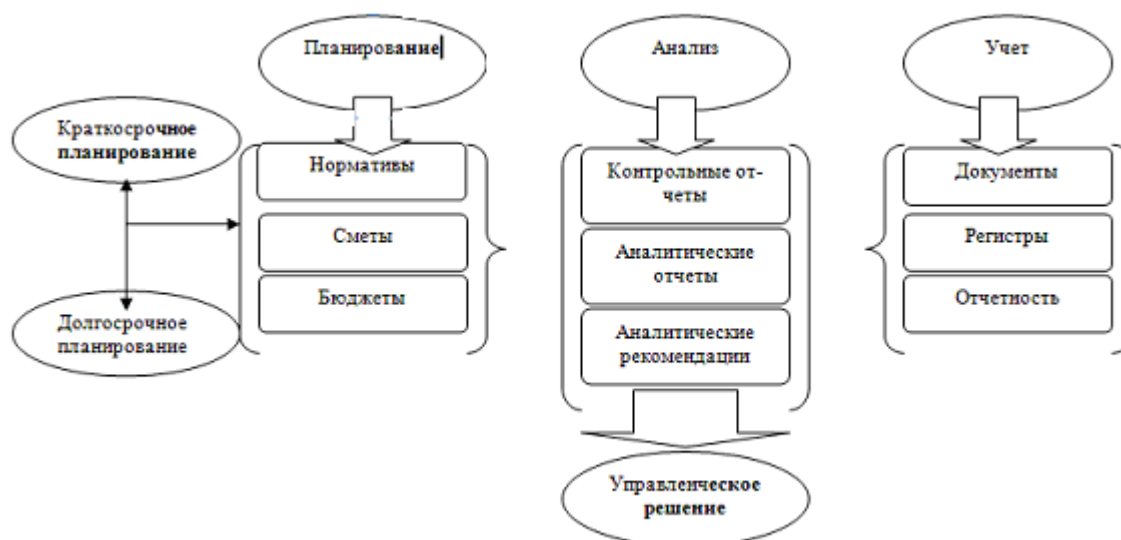 Планирование
Анализ
Учет
Краткосрочное
планирование
Нормативы
Сметы
Бюджеты
Долгосрочное
планирование
Контрольные от-
четы
Аналитические
отчеты
Аналитические
рекомендации
Документы
Регистры
Отчетность
Управленческое
решение